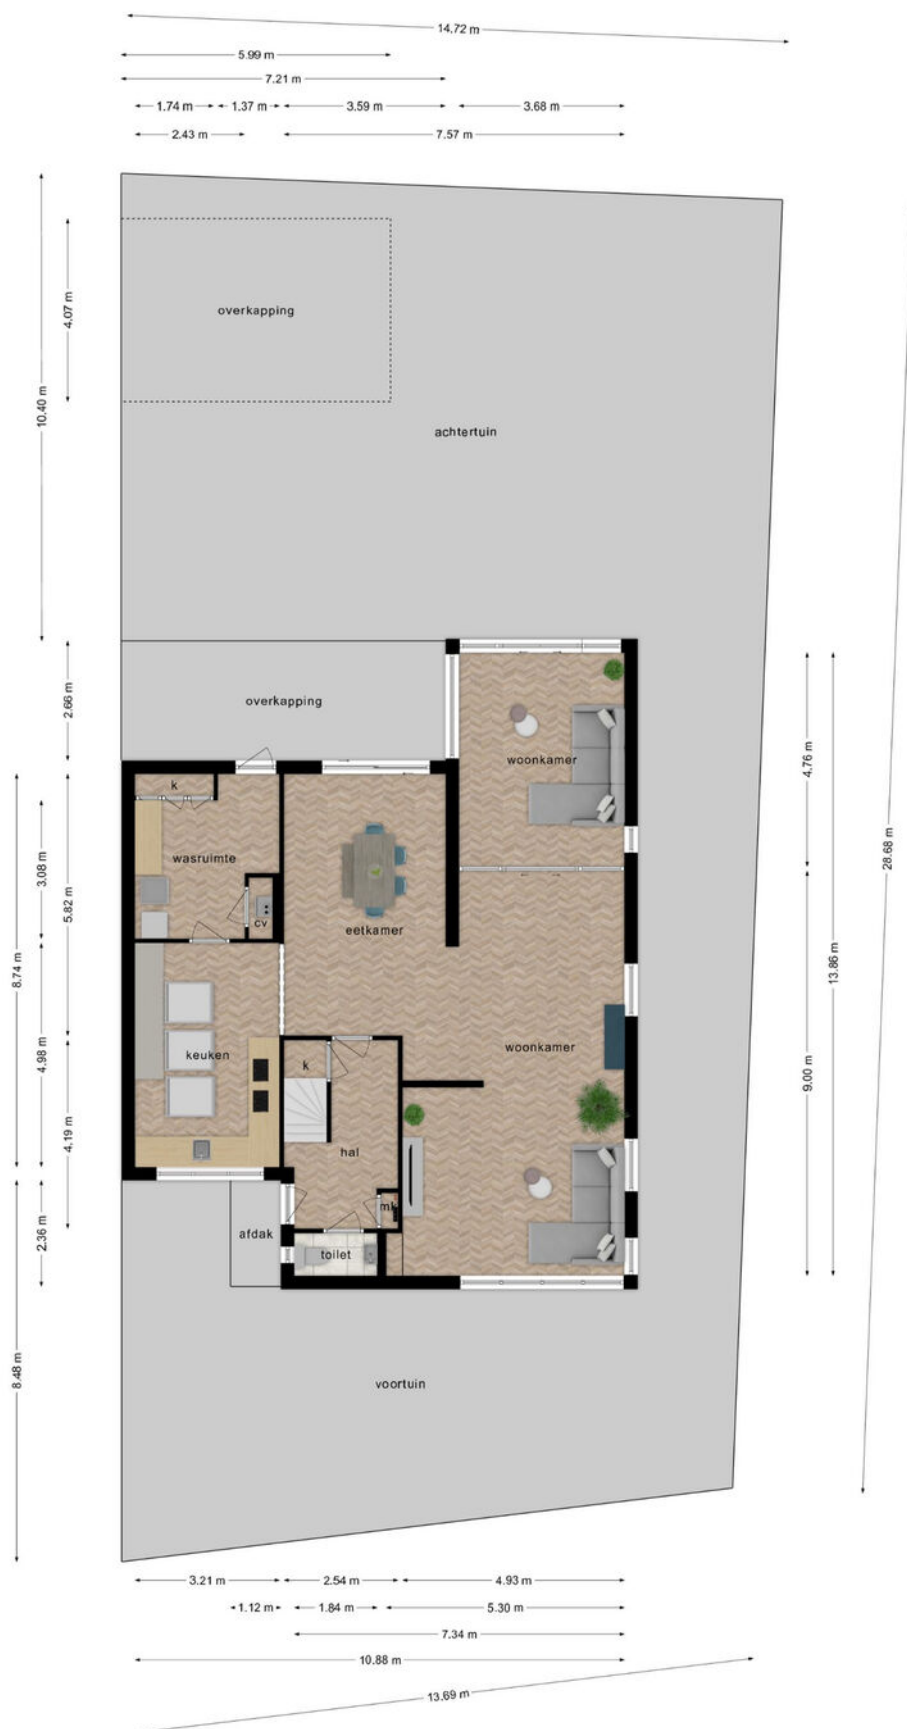 14.72 m
5.99 m
7.21 m
1.74 m
1.37 m
3.59 m
3.68 m
2.43 m
7.57 m
10.40 m
4.07 m
overkapping
achtertuin
2.66 m
overkapping
woonkamer
4.76 m
k
wasruimte
3.08 m
5.82 m
28.68 m
cv
eetkamer
8.74 m
13.86 m
4.98 m
keuken
k
woonkamer
9.00 m
4.19 m
hal
mk
2.36 m
afdak
toilet
8.48 m
voortuin
3.21 m
2.54 m
4.93 m
1.12 m
1.84 m
5.30 m
7.34 m
10.88 m
13.69 m